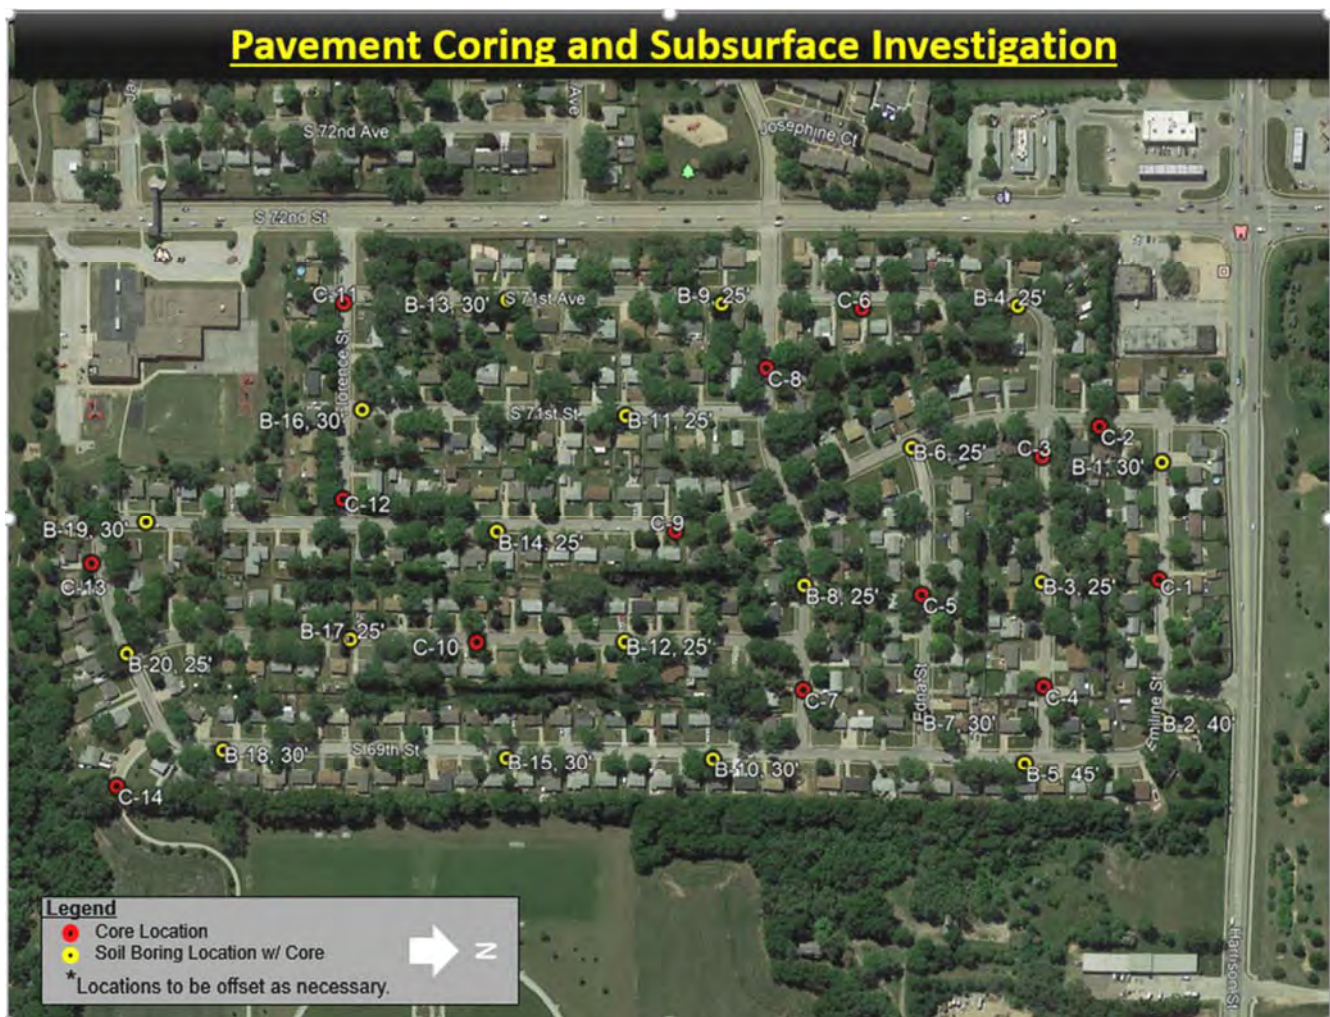 Pavement Coring and Subsurface Investigation
S 72nd Ave
Ave
Josephine Ct
S 72nd St
C-11
B-13, 30'
S 71st Ave
B-9, 25'
C-6
B-4, 25'
C-8
Florence St
B-16, 30'
S 71st St
B-11, 25'
B-6, 25'
C-3
C-2
B-1, 30'
C-12
B-19, 30'
B-14, 25'
C-9
C-13
B-8, 25'
C-5
B-3, 25'
C-1
B-17, 25'
C-10
B-12, 25'
B-20, 25'
C-7
C-4
Edna St
Emiline St
B-7, 30'
B-2, 40'
B-18, 30'
S 69th St
B-15, 30'
B-10, 30'
B-5, 45'
C-14
Legend
Core Location
Soil Boring Location w/ Core
*Locations to be offset as necessary.
N
Harrison St